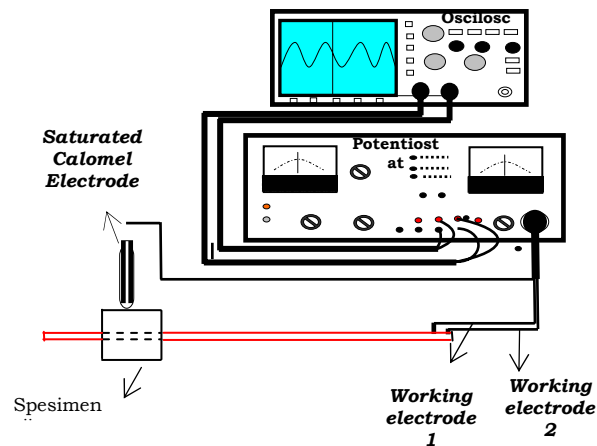 Oscilosc
Potentiost
at
Saturated
Calomel
Electrode
Spesimen
Working
electrode
1
Working
electrode
2